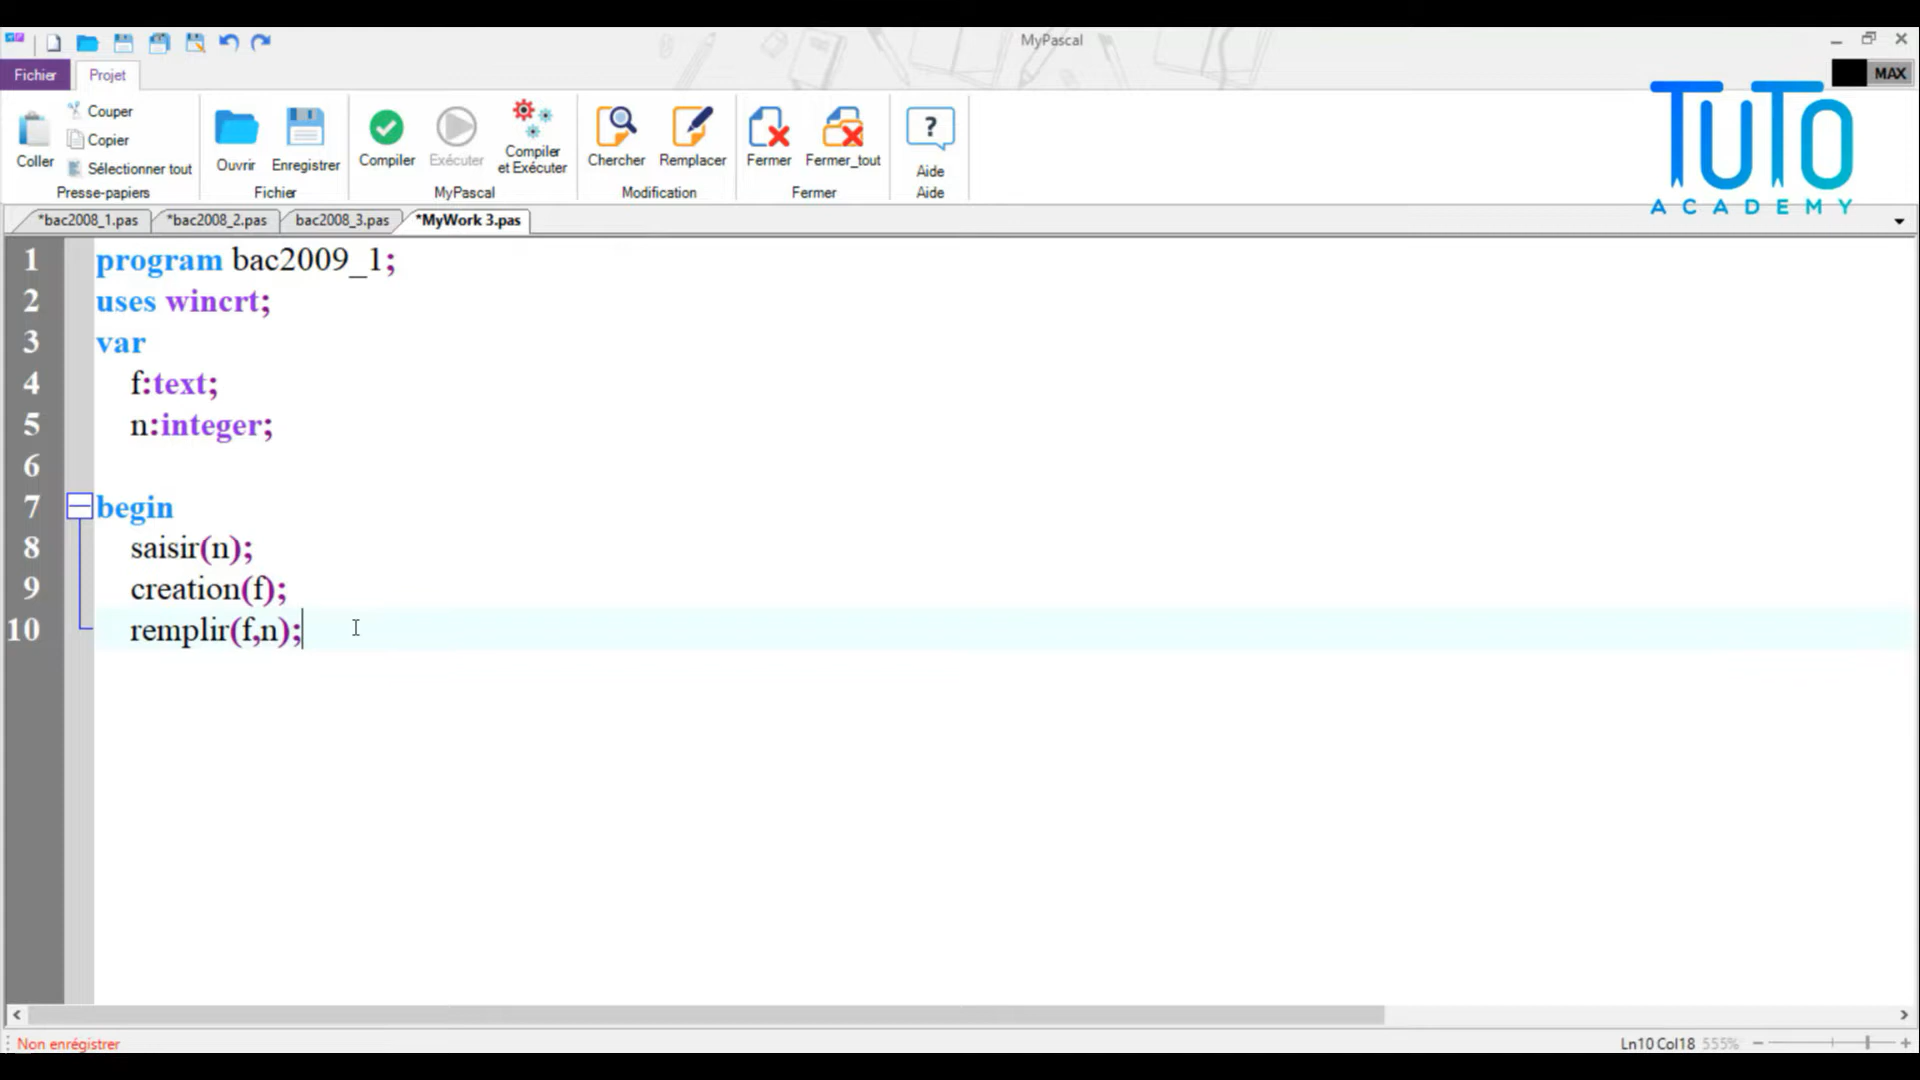 MyPascal
MAX
Fichier Projet
TUTO
ACADEMY
Coller
Couper
Copier
Sélectionner tout
Presse-papiers
Ouvrir Enregistrer
Fichier
Compiler Exécuter Compiler et Exécuter
MyPascal
Chercher Remplacer
Modification
Fermer Fermer_tout
Fermer
?
Aide
Aide
*bac2008_1.pas *bac2008_2.pas bac2008_3.pas *MyWork 3.pas
1 program bac2009_1;
2 uses wincrt;
3 var
4 f:text;
5 n:integer;
6
7 begin
8 saisir(n);
9 creation(f);
10 remplir(f,n);
Non enrégistrer
Ln10 Col18 555%